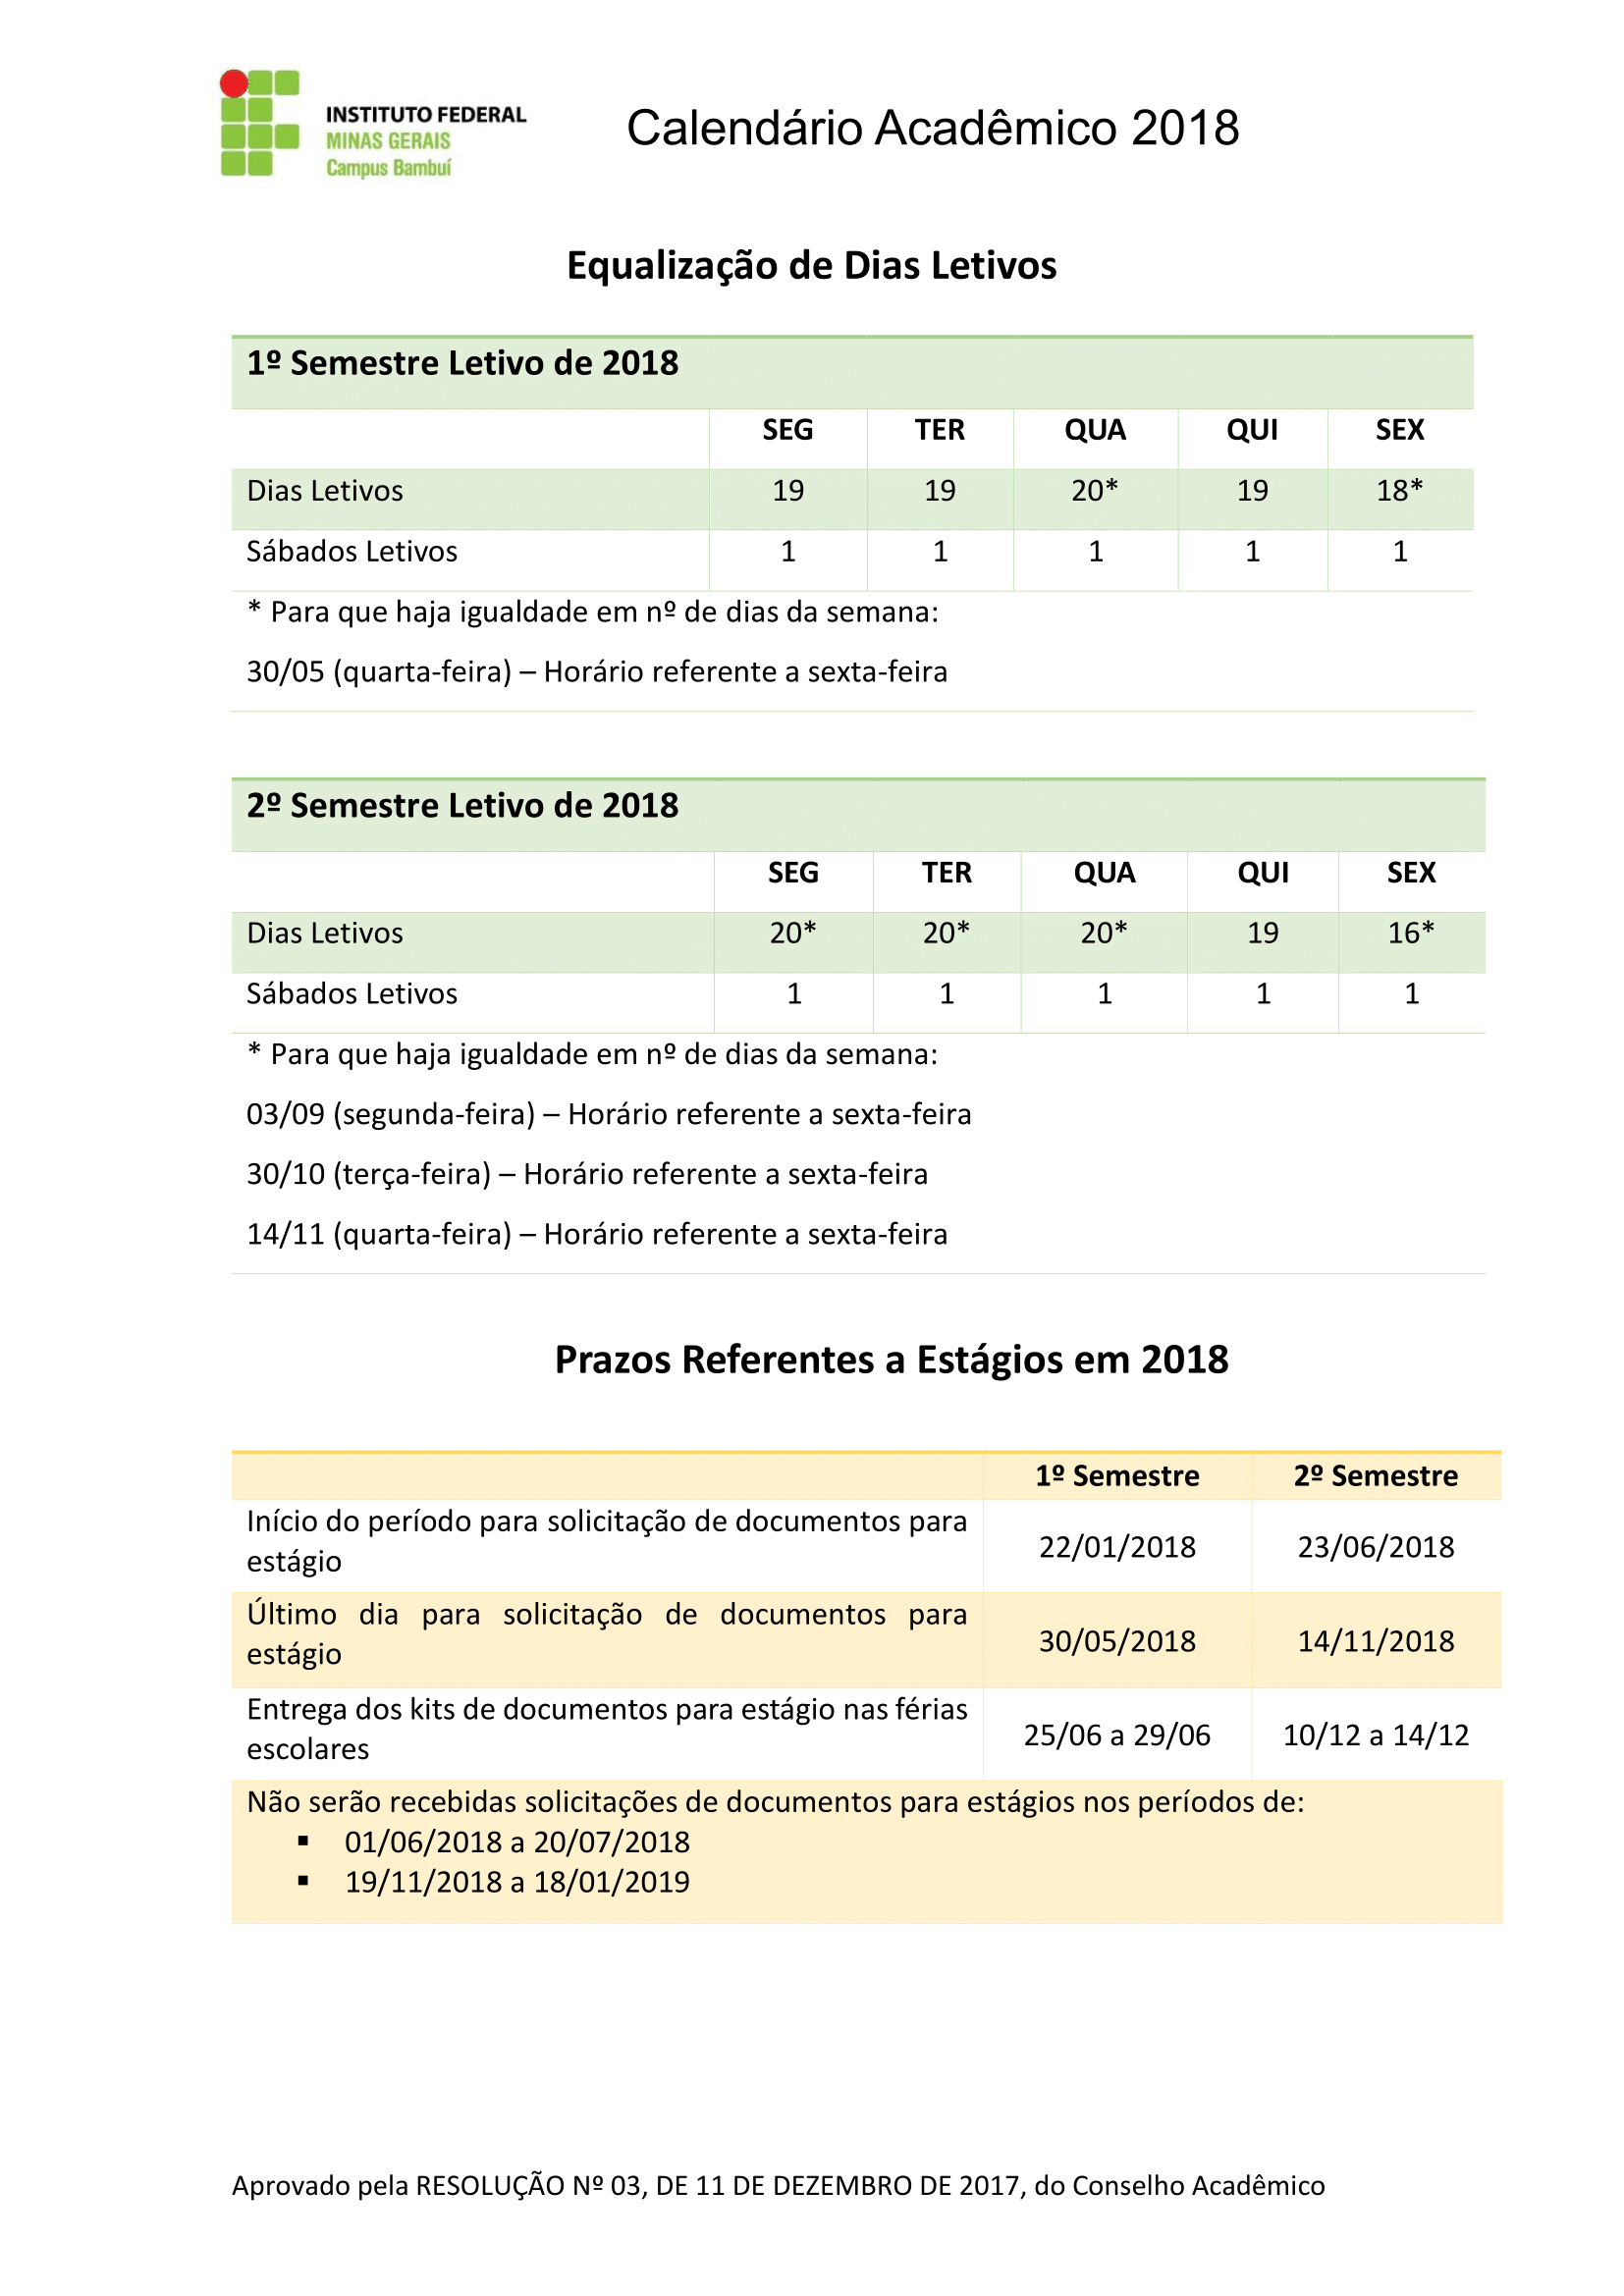 INSTITUTO FEDERAL
MINAS GERAIS
Campus Bambuí
Calendário Acadêmico 2018
Equalização de Dias Letivos
1º Semestre Letivo de 2018
SEG TER QUA QUI SEX
Dias Letivos 19 19 20* 19 18*
Sábados Letivos 1 1 1 1 1
* Para que haja igualdade em nº de dias da semana:
30/05 (quarta-feira) – Horário referente a sexta-feira
2º Semestre Letivo de 2018
SEG TER QUA QUI SEX
Dias Letivos 20* 20* 20* 19 16*
Sábados Letivos 1 1 1 1 1
* Para que haja igualdade em nº de dias da semana:
03/09 (segunda-feira) – Horário referente a sexta-feira
30/10 (terça-feira) – Horário referente a sexta-feira
14/11 (quarta-feira) – Horário referente a sexta-feira
Prazos Referentes a Estágios em 2018
1º Semestre 2º Semestre
Início do período para solicitação de documentos para
estágio
22/01/2018 23/06/2018
Último dia para solicitação de documentos para
estágio
30/05/2018 14/11/2018
Entrega dos kits de documentos para estágio nas férias
escolares
25/06 a 29/06 10/12 a 14/12
Não serão recebidas solicitações de documentos para estágios nos períodos de:
▪ 01/06/2018 a 20/07/2018
▪ 19/11/2018 a 18/01/2019
Aprovado pela RESOLUÇÃO Nº 03, DE 11 DE DEZEMBRO DE 2017, do Conselho Acadêmico